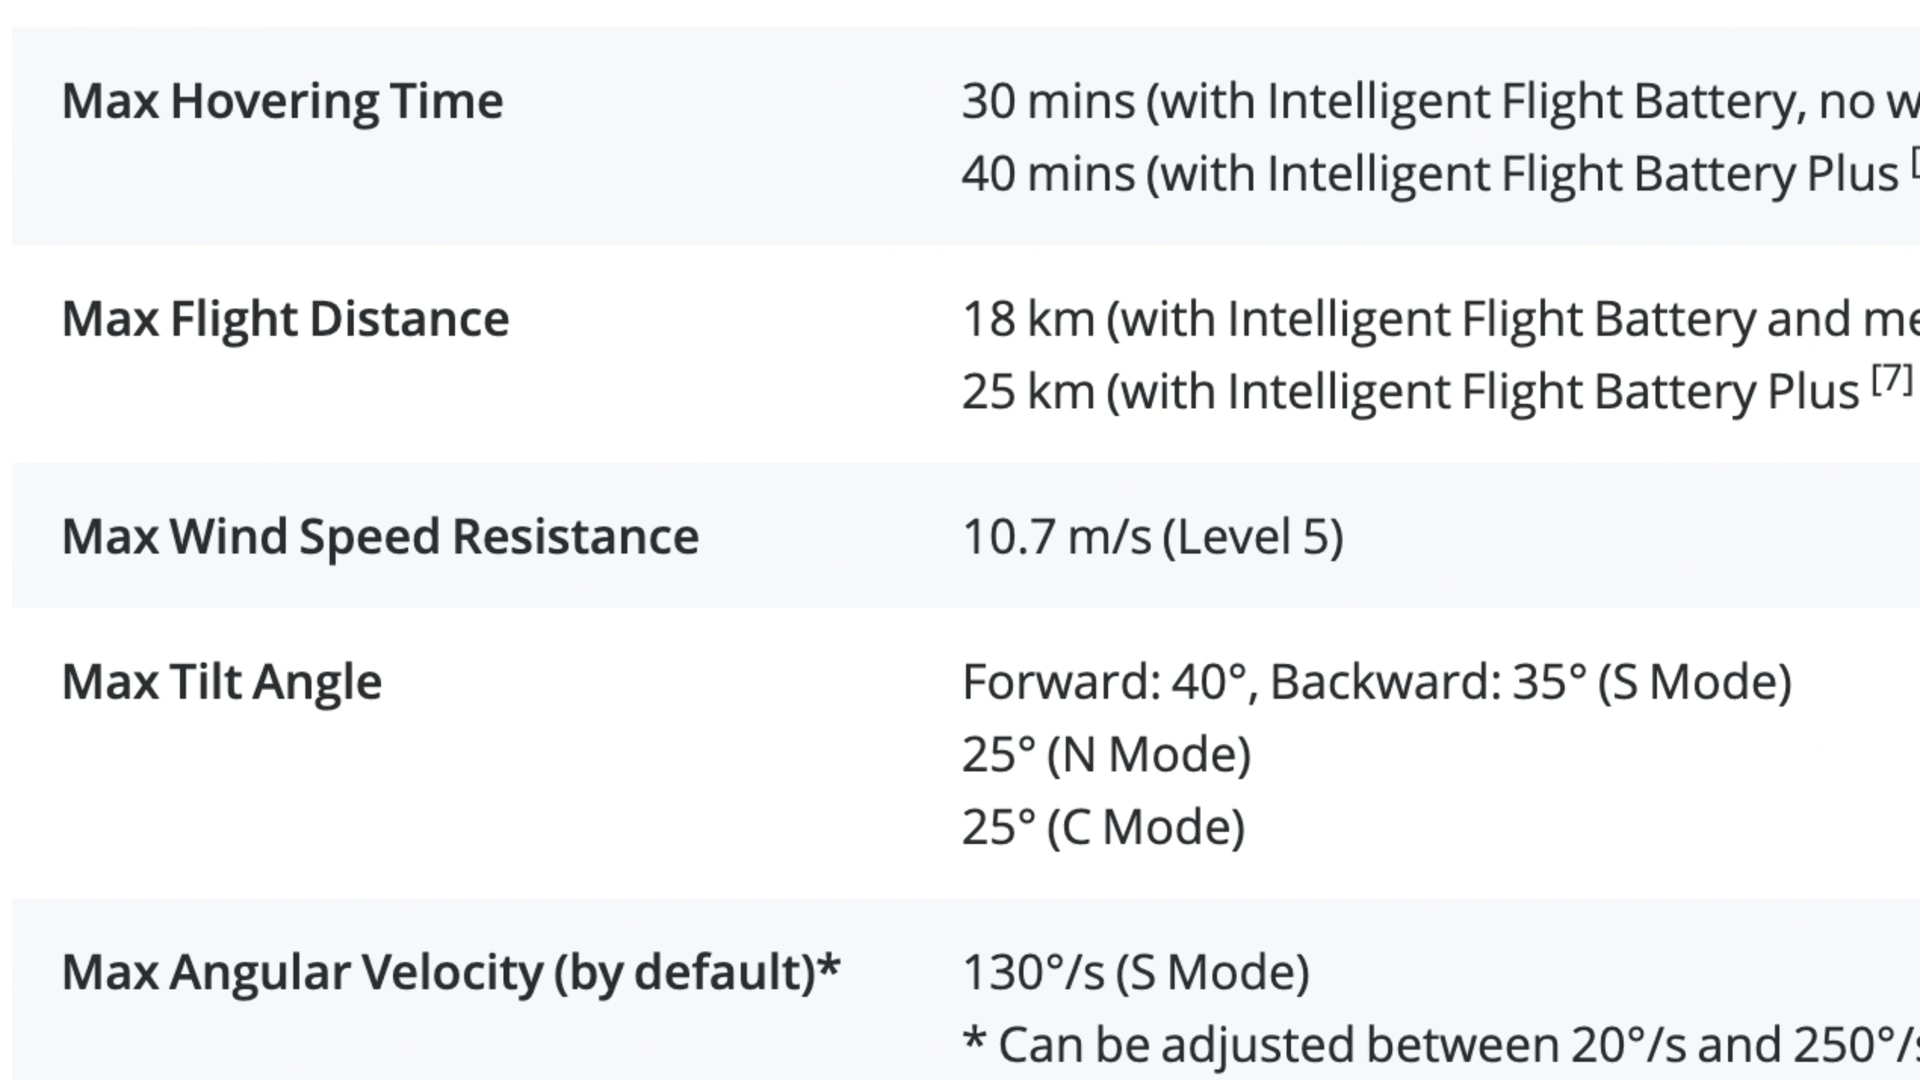 Max Hovering Time
30 mins (with Intelligent Flight Battery, no
40 mins (with Intelligent Flight Battery Plus
Max Flight Distance
18 km (with Intelligent Flight Battery and
25 km (with Intelligent Flight Battery Plus [7]
Max Wind Speed Resistance
10.7 m/s (Level 5)
Max Tilt Angle
Forward: 40°, Backward: 35° (S Mode)
25° (N Mode)
25° (C Mode)
Max Angular Velocity (by default)*
130°/s (S Mode)
* Can be adjusted between 20°/s and 250°/s